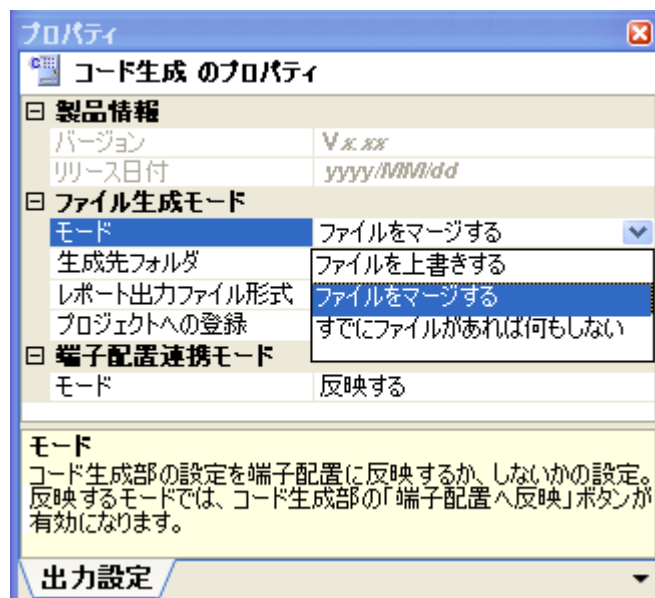 プロパティ
コード生成 のプロパティ
製品情報
バージョン Vx.xx
リリース日付 yyyy/MM/dd
ファイル生成モード
モード ファイルをマージする
生成先フォルダ ファイルを上書きする
レポート出力ファイル形式 ファイルをマージする
プロジェクトへの登録 すでにファイルがあれば何もしない
端子配置連携モード
モード 反映する
モード
コード生成部の設定を端子配置に反映するか、しないかの設定。
反映するモードでは、コード生成部の「端子配置へ反映」ボタンが
有効になります。
出力設定